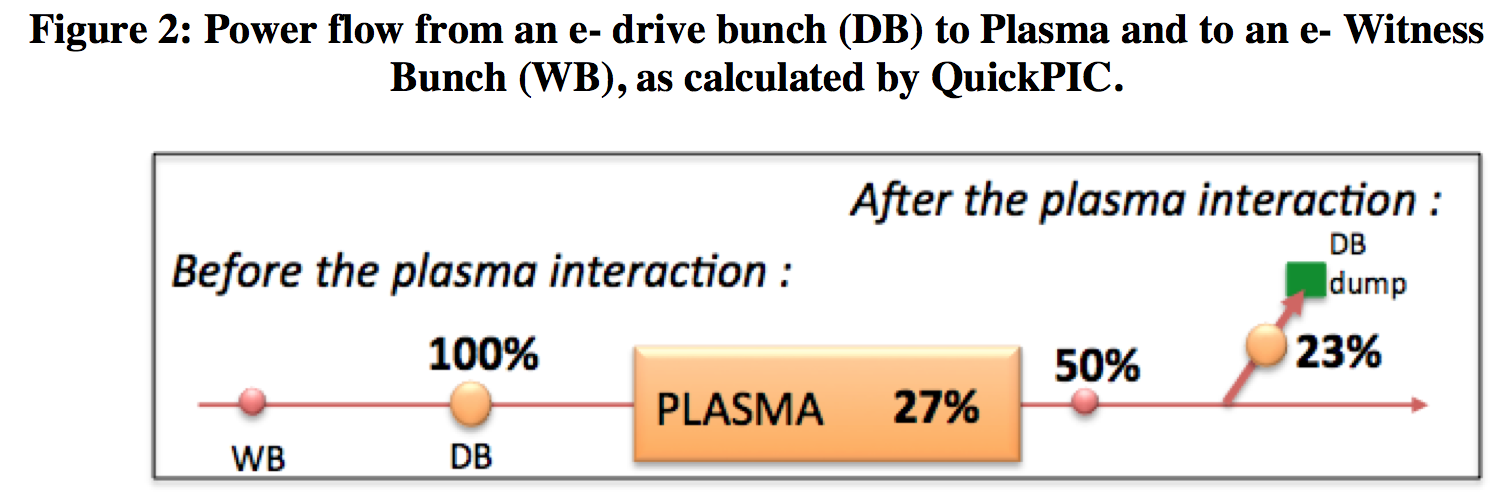 Figure 2: Power flow from an e- drive bunch (DB) to Plasma and to an e- Witness
Bunch (WB), as calculated by QuickPIC.
After the plasma interaction :
DB
dump
Before the plasma interaction :
100%
50%
23%
PLASMA 27%
WB
DB